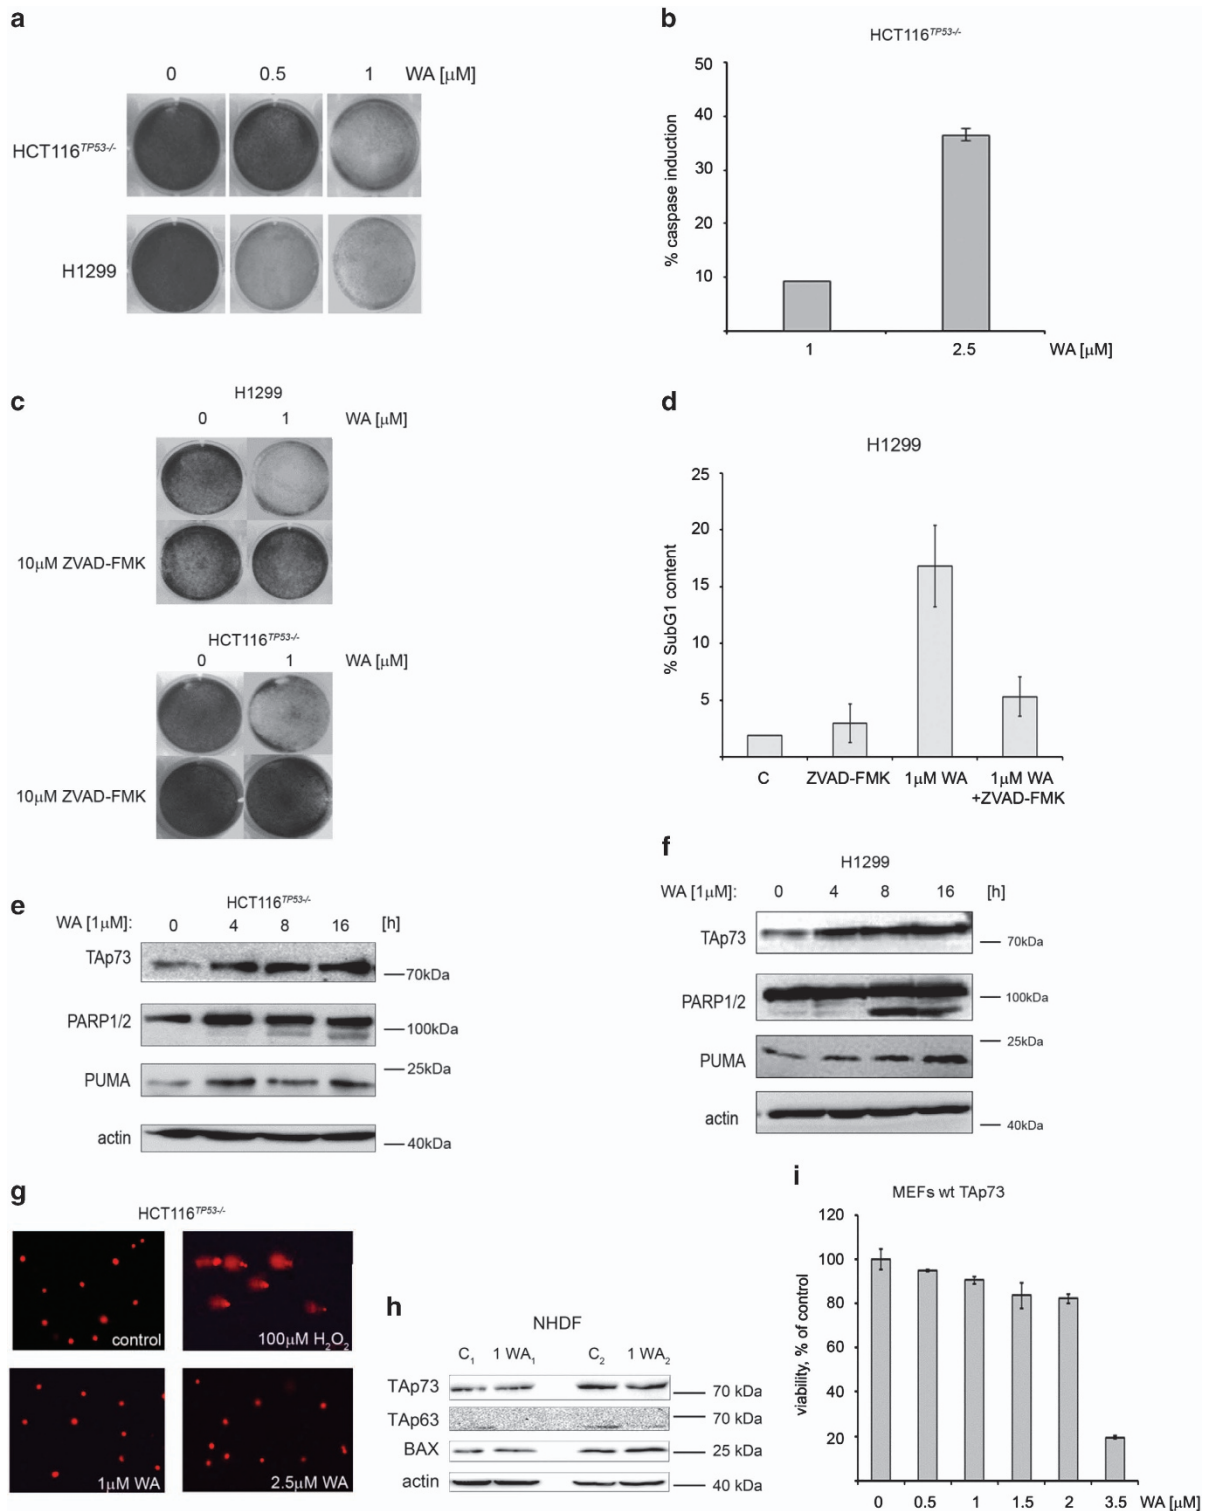 a
0 0.5 1 WA [μM]
HCT116TP53-/-
H1299
b
HCT116TP53-/-
% caspase induction
50
40
30
20
10
1 2.5 WA [μM]
c
H1299
0 1 WA [μM]
10μM ZVAD-FMK
HCT116TP53-/-
0 1 WA [μM]
10μM ZVAD-FMK
d
H1299
% SubG1 content
25
20
15
10
5
C ZVAD-FMK 1μM WA 1μM WA
+ZVAD-FMK
e
HCT116TP53-/-
WA [1μM]: 0 4 8 16 [h]
TAp73
70kDa
PARP1/2
100kDa
PUMA
25kDa
actin
40kDa
f
H1299
WA [1μM]: 0 4 8 16 [h]
TAp73
70kDa
PARP1/2
100kDa
25kDa
PUMA
actin
40kDa
g
HCT116TP53-/-
control
100μM H2O2
1μM WA
2.5μM WA
h
NHDF
C1 1 WA1 C2 1 WA2
TAp73 70 kDa
TAp63 70 kDa
BAX 25 kDa
actin 40 kDa
i
MEFs wt TAp73
viability, % of control
120
100
80
60
40
20
0 0.5 1 1.5 2 3.5 WA [μM]